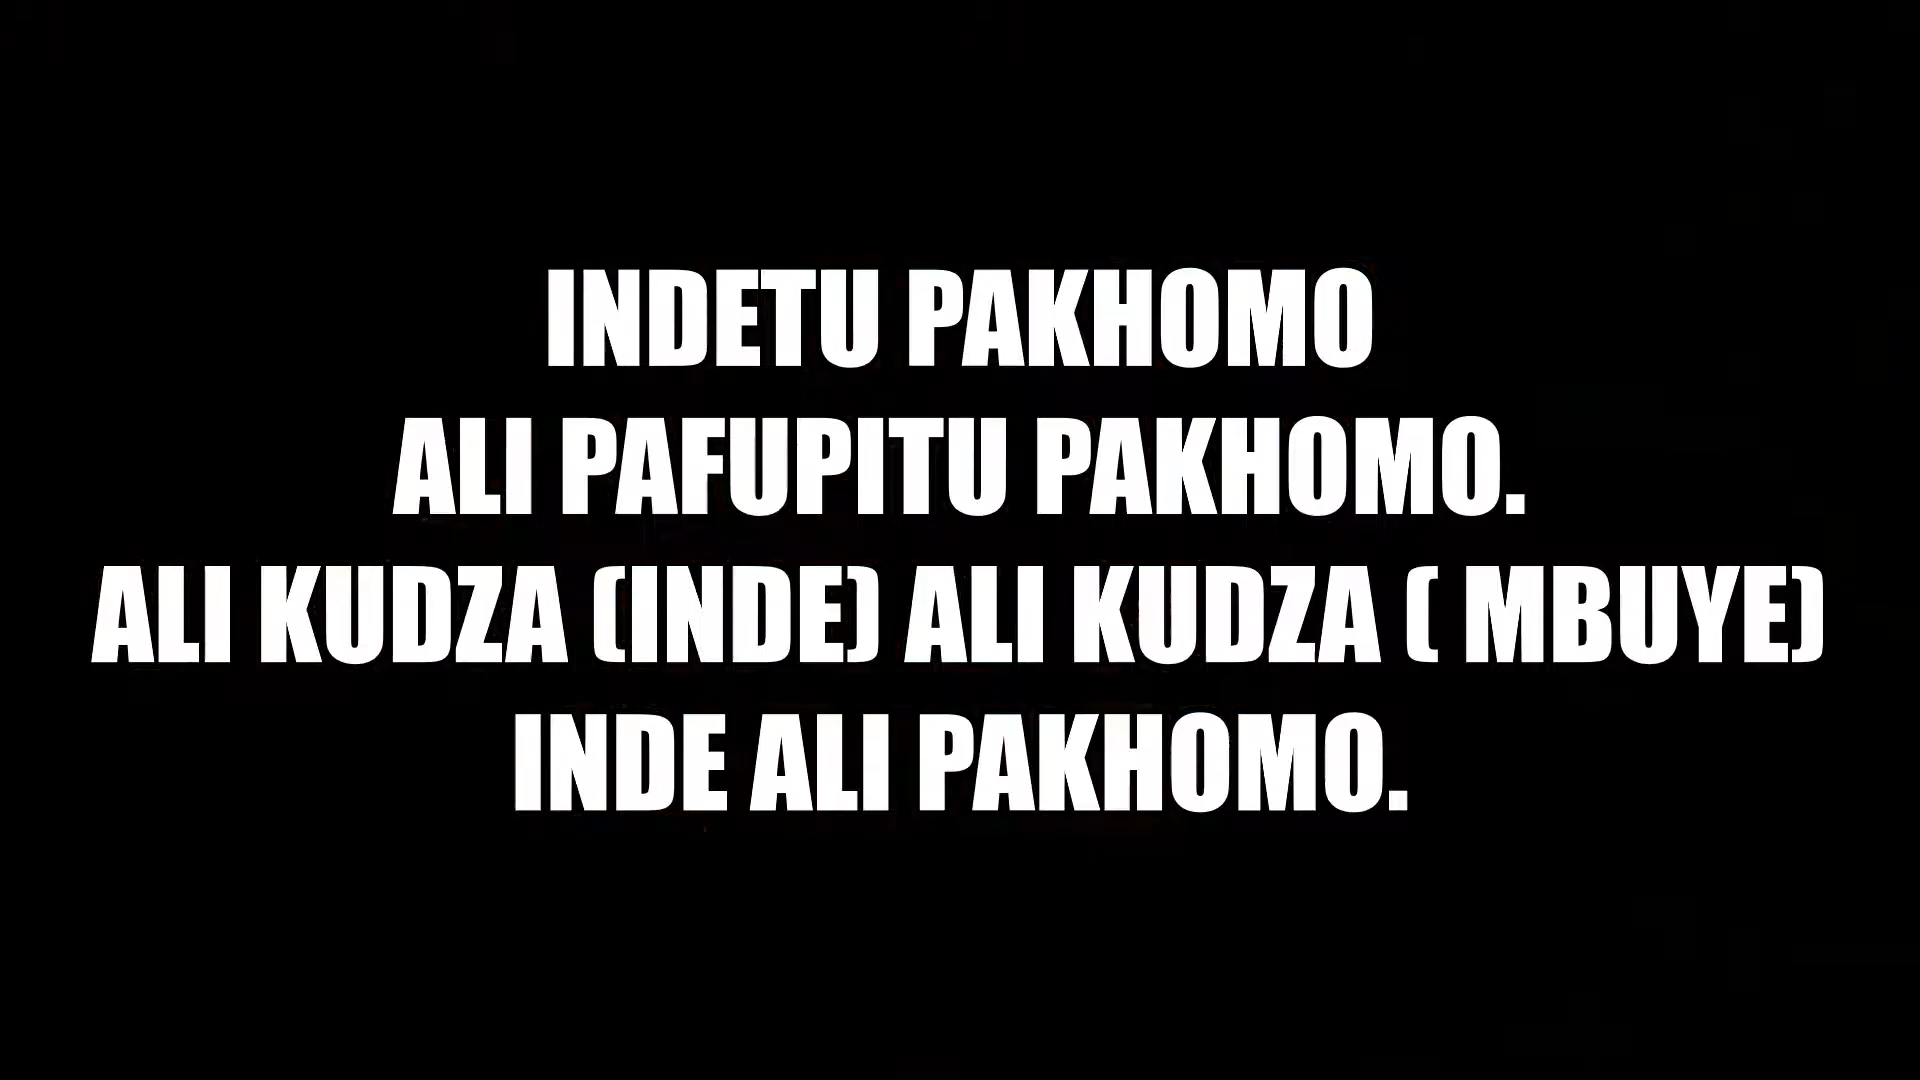 INDETU PAKHOMO
ALI PAFUPITU PAKHOMO.
ALI KUDZA (INDE) ALI KUDZA ( MBUYE)
INDE ALI PAKHOMO.